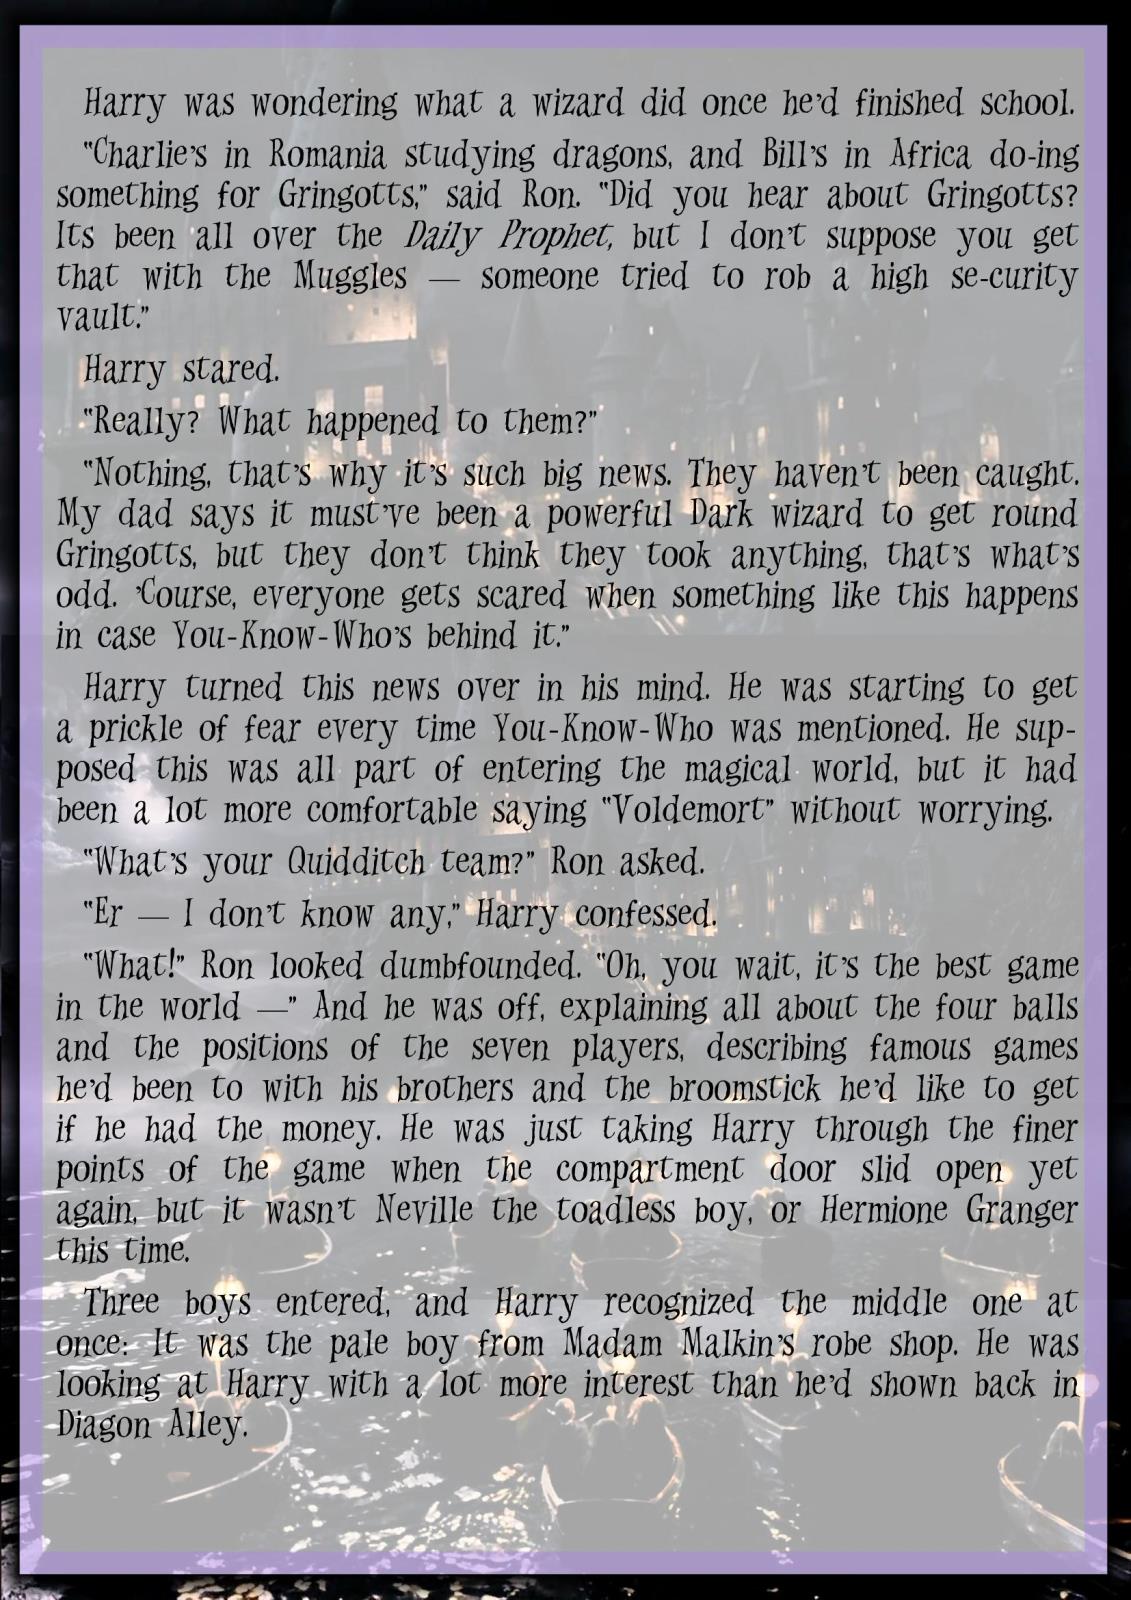 Harry was wondering what a wizard did once he'd finished school.
"Charlie's in Romania studying dragons, and Bill's in Africa do-ing
something for Gringotts," said Ron. "Did you hear about Gringotts?
Its been all over the Daily Prophet, but I don't suppose you get
that with the Muggles — someone tried to rob a high se-curity
vault."
Harry stared.
"Really? What happened to them?"
"Nothing, that's why it's such big news. They haven't been caught.
My dad says it must've been a powerful Dark wizard to get round
Gringotts, but they don't think they took anything, that's what's
odd. 'Course, everyone gets scared when something like this happens
in case You-Know-Who's behind it."
Harry turned this news over in his mind. He was starting to get
a prickle of fear every time You-Know-Who was mentioned. He sup-
posed this was all part of entering the magical world, but it had
been a lot more comfortable saying "Voldemort" without worrying.
"What's your Quidditch team?" Ron asked.
"Er — I don't know any," Harry confessed.
"What!" Ron looked dumbfounded. "Oh, you wait, it's the best game
in the world —" And he was off, explaining all about the four balls
and the positions of the seven players, describing famous games
he'd been to with his brothers and the broomstick he'd like to get
if he had the money. He was just taking Harry through the finer
points of the game when the compartment door slid open yet
again, but it wasn't Neville the toadless boy, or Hermione Granger
this time.
Three boys entered, and Harry recognized the middle one at
once: It was the pale boy from Madam Malkin's robe shop. He was
looking at Harry with a lot more interest than he'd shown back in
Diagon Alley.